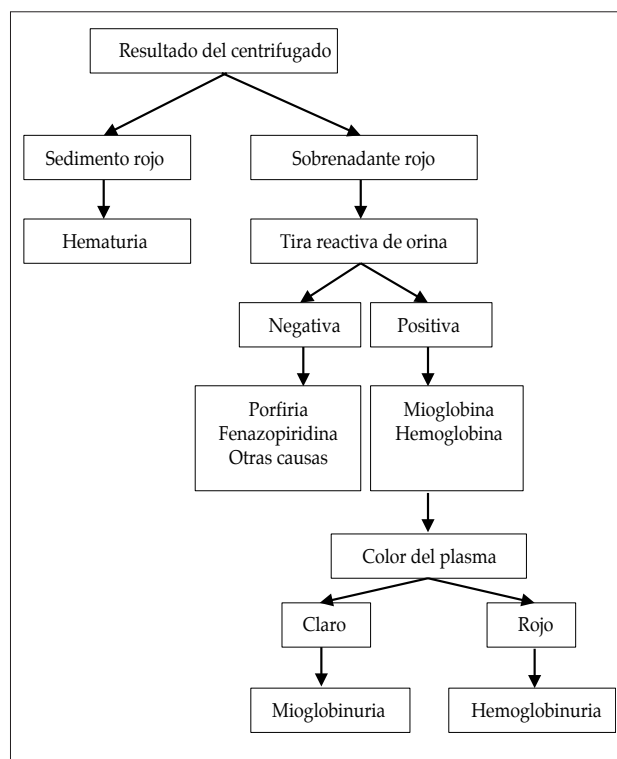 Resultado del centrifugado
Sedimento rojo
Sobrenadante rojo
Hematuria
Tira reactiva de orina
Negativa
Positiva
Porfiria
Fenazopiridina
Otras causas
Mioglobina
Hemoglobina
Color del plasma
Claro
Rojo
Mioglobinuria
Hemoglobinuria